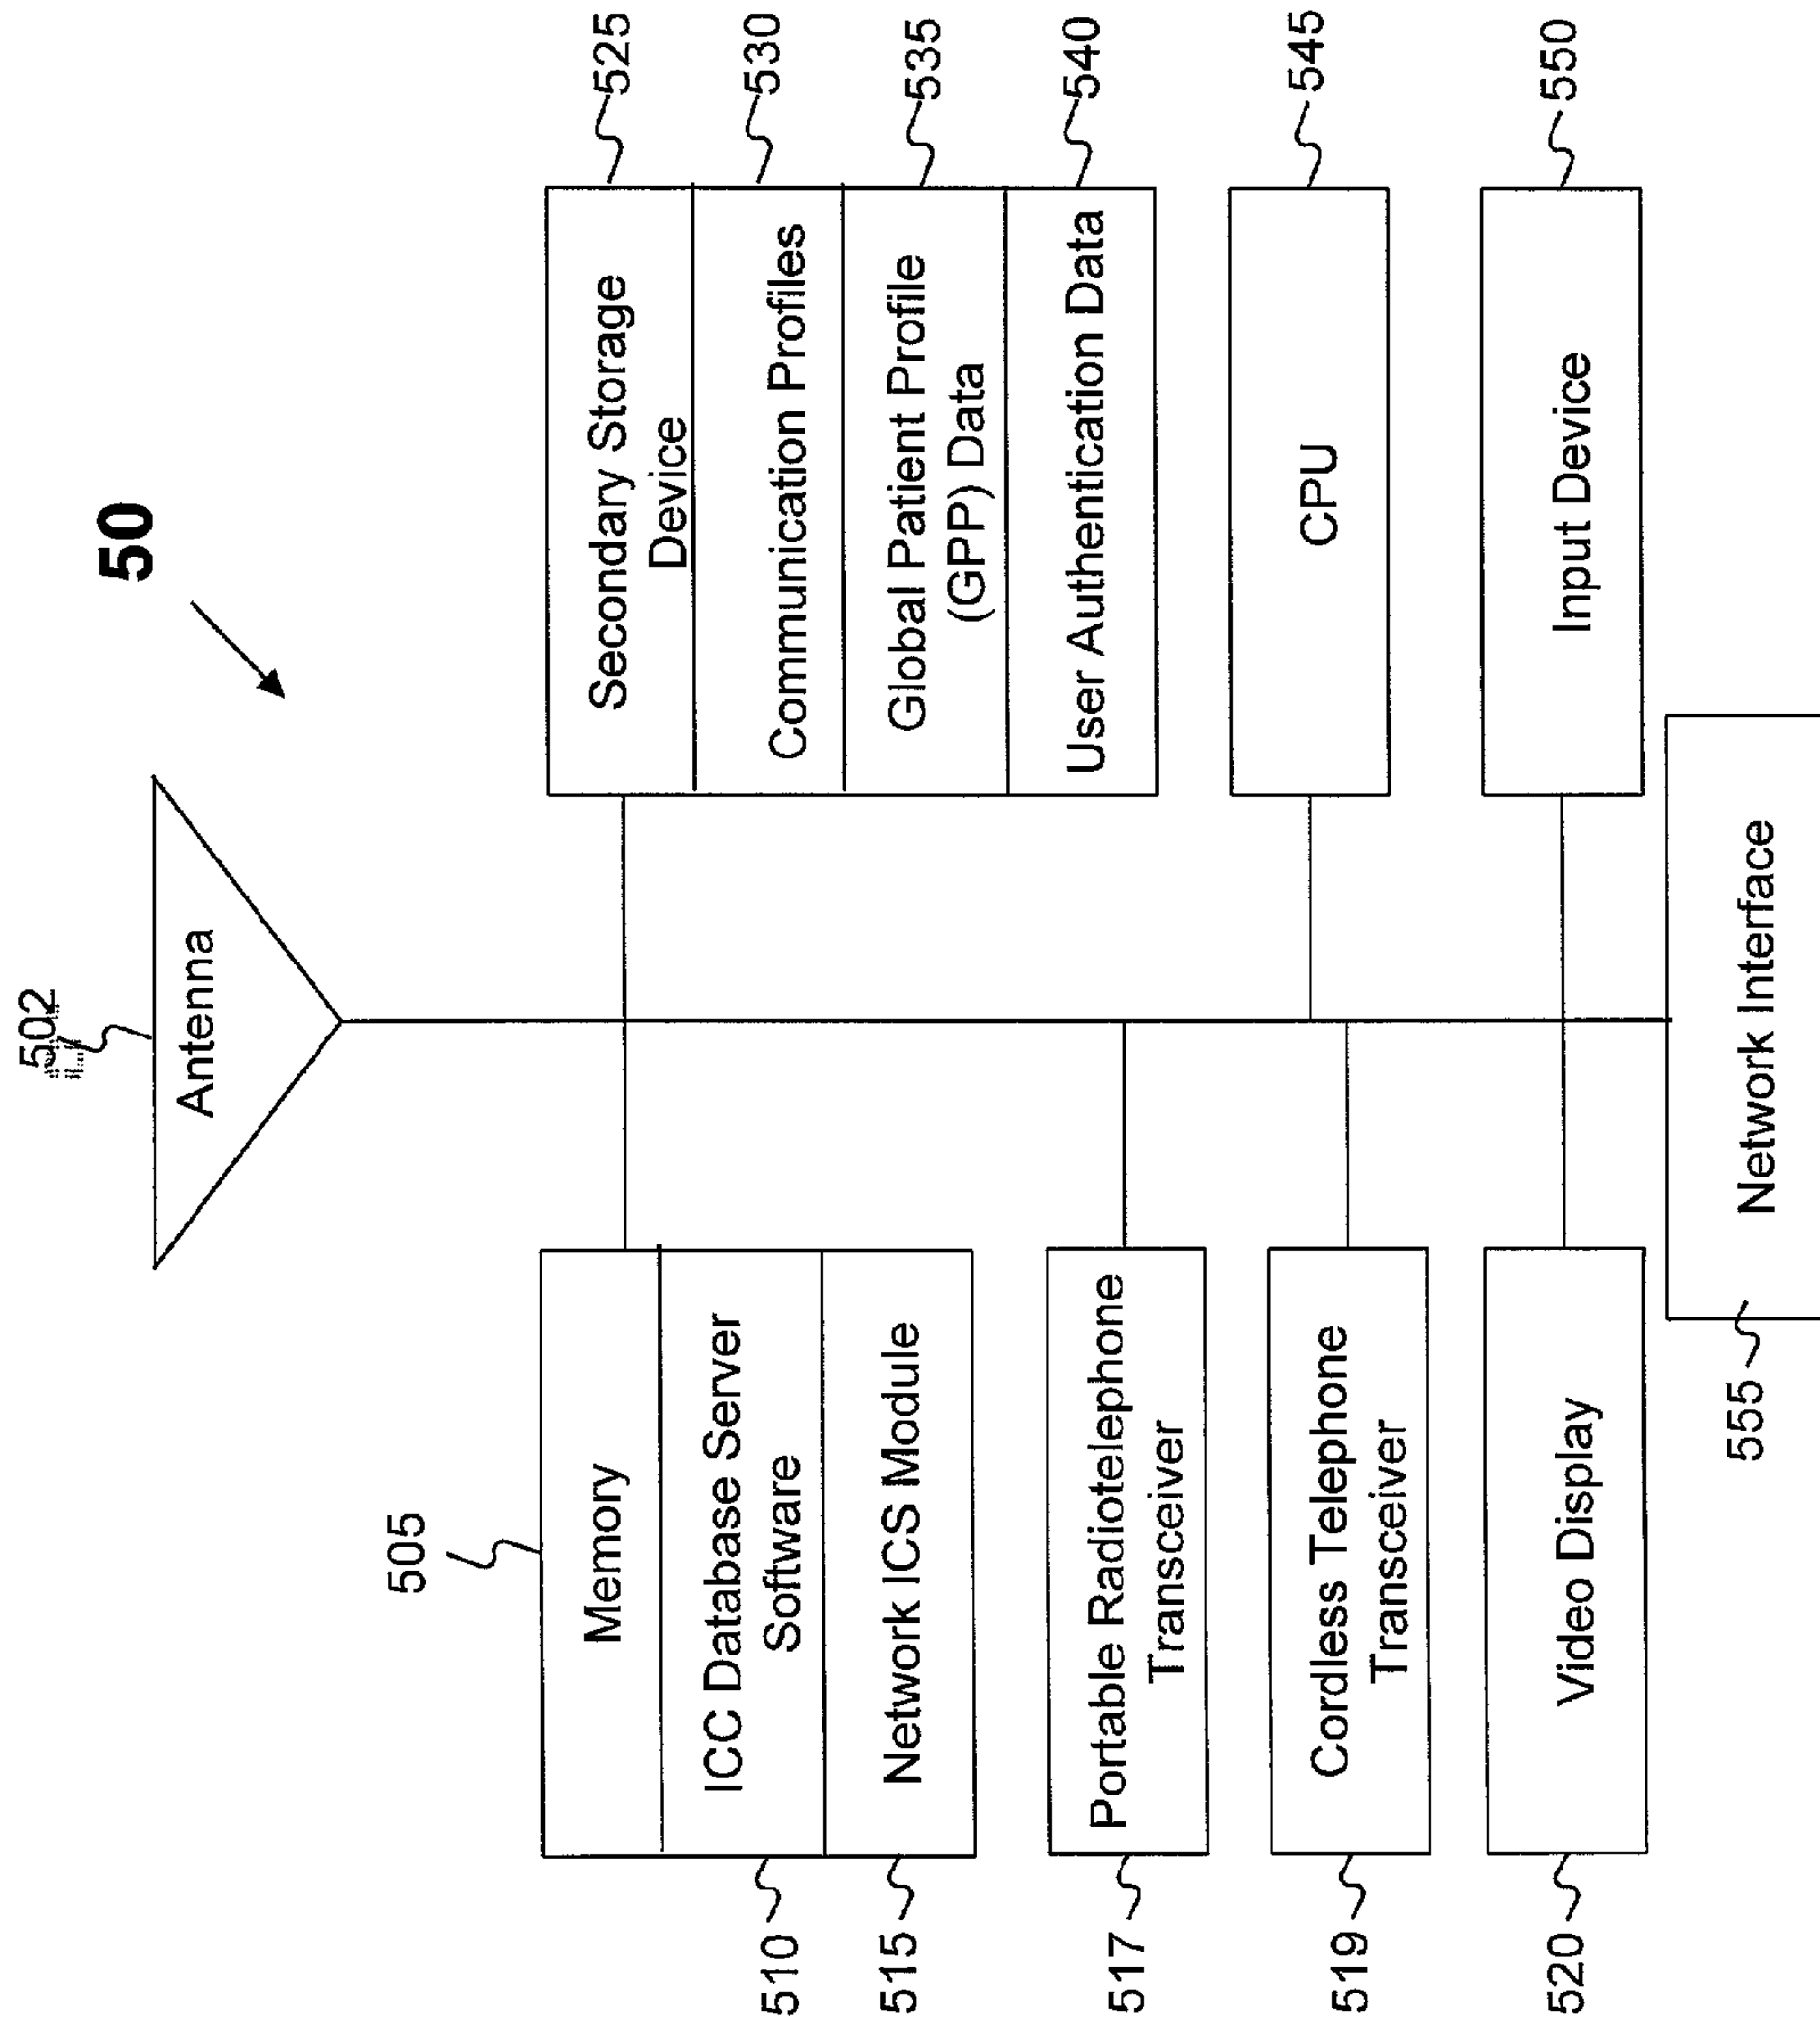 50
502
Antenna
505
Memory
510
ICC Database Server
Software
515
Network ICS Module
517
Portable Radiotelephone
Transceiver
519
Cordless Telephone
Transceiver
520
Video Display
525
Secondary Storage
Device
530
Communication Profiles
535
Global Patient Profile
(GPP) Data
540
User Authentication Data
545
CPU
550
Input Device
555
Network Interface